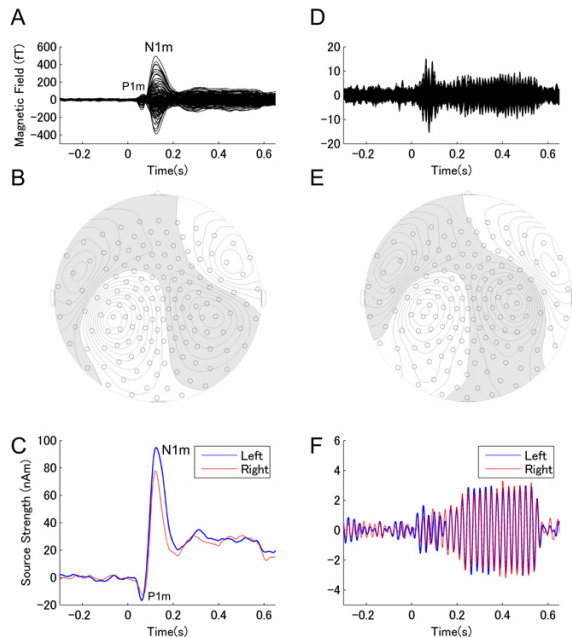 A
D
N1m
P1m
Magnetic Field (fT)
600
400
200
0
−200
−400
−0.2 0 0.2 0.4 0.6
Time(s)
20
10
0
−10
−20
−0.2 0 0.2 0.4 0.6
Time(s)
B
E
C
F
Source Strength (nAm)
100
80
60
40
20
0
−20
N1m
Left
Right
P1m
−0.2 0 0.2 0.4 0.6
Time(s)
6
4
2
0
−2
−4
Left
Right
−0.2 0 0.2 0.4 0.6
Time(s)